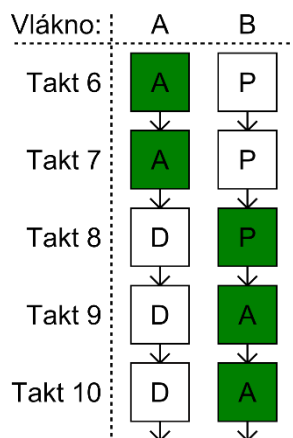 Vlákno: A B
Takt 6 A P
Takt 7 A P
Takt 8 D P
Takt 9 D A
Takt 10 D A